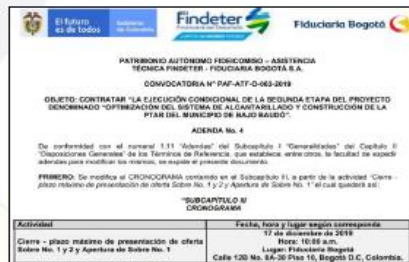 El futuro
es de todos
Gobierno
de Colombia
Findeter
Fiduciaria Bogotá
PATRIMONIO AUTÓNOMO FIDEICOMISO – ASISTENCIA
TÉCNICA FINDETER - FIDUCIARIA BOGOTÁ S.A.
CONVOCATORIA N° PAF-ATF-O-063-2019
OBJETO: CONTRATAR "LA EJECUCIÓN CONDICIONAL DE LA SEGUNDA ETAPA DEL PROYECTO
DENOMINADO "OPTIMIZACIÓN DEL SISTEMA DE ALCANTARILLADO Y CONSTRUCCIÓN DE LA
PTAR DEL MUNICIPIO DE BAJO BAUDÓ".
ADENDA No. 4
De conformidad con el numeral 1.11 "Adendas" del Subcapítulo I "Generalidades" del Capítulo II
"Disposiciones Generales" de los Términos de Referencia, que establece, entre otros, la facultad de expedir
adendas para modificar los mismos, se expide el presente documento.
PRIMERO: Se modifica el CRONOGRAMA contenido en el Subcapítulo III, a partir de la actividad "Cierre -
plazo máximo de presentación de oferta Sobre No. 1 y 2 y Apertura de Sobre No. 1" el cual quedará así:
"SUBCAPÍTULO III
CRONOGRAMA
Actividad Fecha, hora y lugar según corresponda
Cierre - plazo máximo de presentación de oferta
Sobre No. 1 y 2 y Apertura de Sobre No. 1
17 de diciembre de 2019
Hora: 10:00 a.m.
Lugar: Fiduciaria Bogotá
Calle 12B No. 8A-30 Piso 10, Bogotá D.C, Colombia.